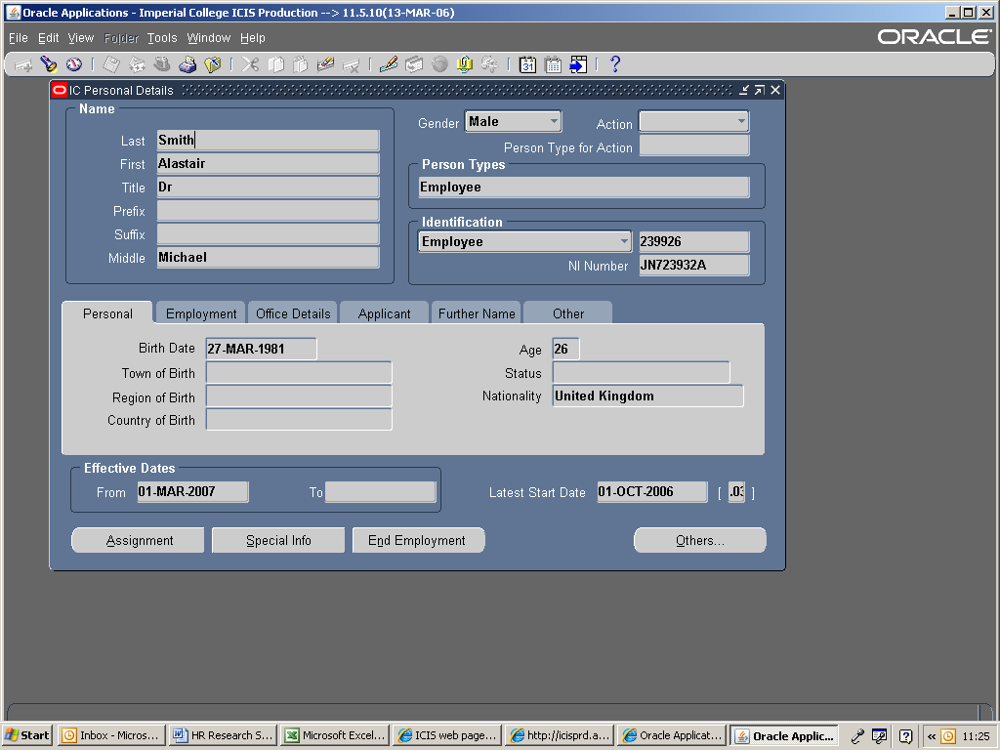 Oracle Applications - Imperial College ICIS Production --> 11.5.10(13-MAR-06)
File Edit View Folder Tools Window Help
ORACLE
IC Personal Details
Name
Last Smith
First Alastair
Title Dr
Prefix
Suffix
Middle Michael
Gender Male Action
Person Type for Action
Person Types
Employee
Identification
Employee 239926
NI Number JN723932A
Personal Employment Office Details Applicant Further Name Other
Birth Date 27-MAR-1981 Age 26
Town of Birth Status
Region of Birth Nationality United Kingdom
Country of Birth
Effective Dates
From 01-MAR-2007 To Latest Start Date 01-OCT-2006 [ ]
Assignment Special Info End Employment Others...
Start Inbox - Micros... HR Research S... Microsoft Excel... ICIS web page... http://icisprd.a... Oracle Applicat... Oracle Applic... « 11:25